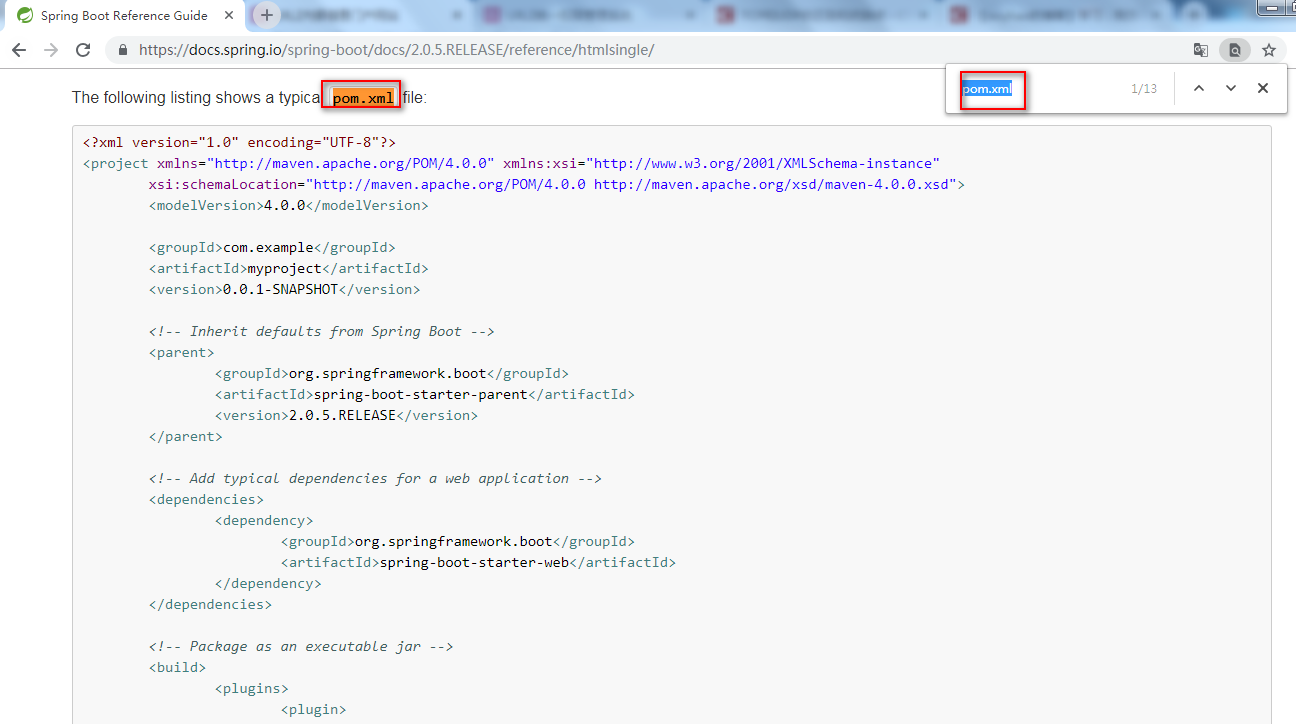 Spring Boot Reference Guide
https://docs.spring.io/spring-boot/docs/2.0.5.RELEASE/reference/htmlsingle/
pom.xml 1/13
The following listing shows a typical pom.xml file:
<?xml version="1.0" encoding="UTF-8"?>
<project xmlns="http://maven.apache.org/POM/4.0.0" xmlns:xsi="http://www.w3.org/2001/XMLSchema-instance"
xsi:schemaLocation="http://maven.apache.org/POM/4.0.0 http://maven.apache.org/xsd/maven-4.0.0.xsd">
<modelVersion>4.0.0</modelVersion>
<groupId>com.example</groupId>
<artifactId>myproject</artifactId>
<version>0.0.1-SNAPSHOT</version>
<!-- Inherit defaults from Spring Boot -->
<parent>
<groupId>org.springframework.boot</groupId>
<artifactId>spring-boot-starter-parent</artifactId>
<version>2.0.5.RELEASE</version>
</parent>
<!-- Add typical dependencies for a web application -->
<dependencies>
<dependency>
<groupId>org.springframework.boot</groupId>
<artifactId>spring-boot-starter-web</artifactId>
</dependency>
</dependencies>
<!-- Package as an executable jar -->
<build>
<plugins>
<plugin>